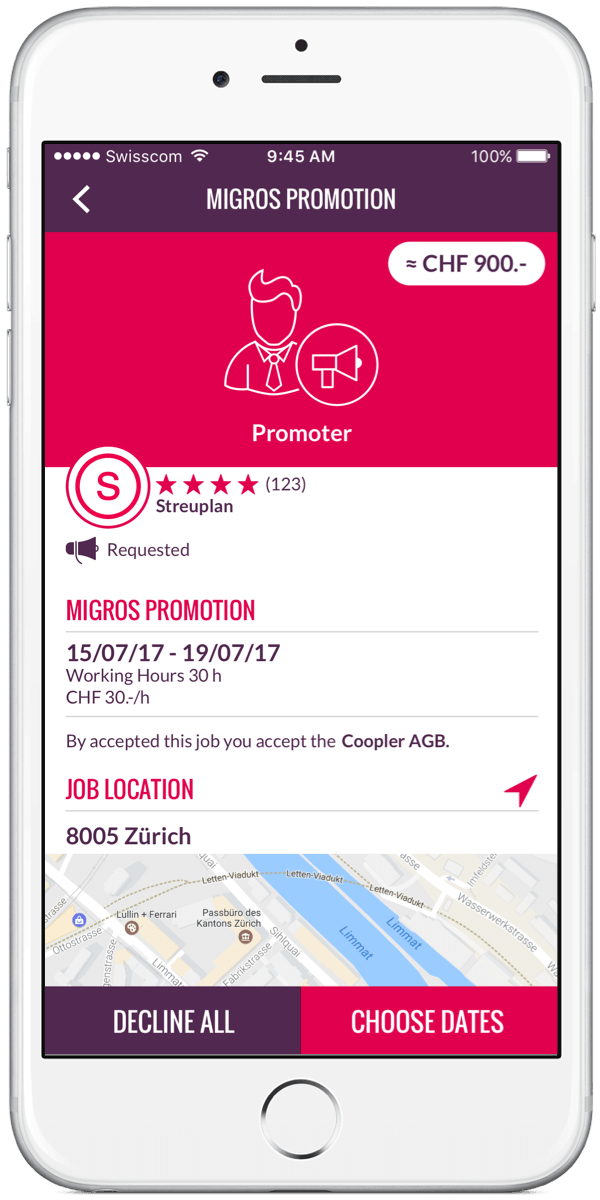 Swisscom 9:45 AM 100%
MIGROS PROMOTION
≈ CHF 900.-
Promoter
S
(123)
Streuplan
Requested
MIGROS PROMOTION
15/07/17 - 19/07/17
Working Hours 30 h
CHF 30.-/h
By accepted this job you accept the Coopler AGB.
JOB LOCATION
8005 Zürich
Letten-Viadukt
Letten-Viadukt
Letten-Viadukt
Wasserwerkstrasse
Lüllin + Ferrari
Passbüro des
Kantons Zürich
Ottostrasse
Sihlquai
Fabrikstrasse
Limmat
Limmat
DECLINE ALL
CHOOSE DATES